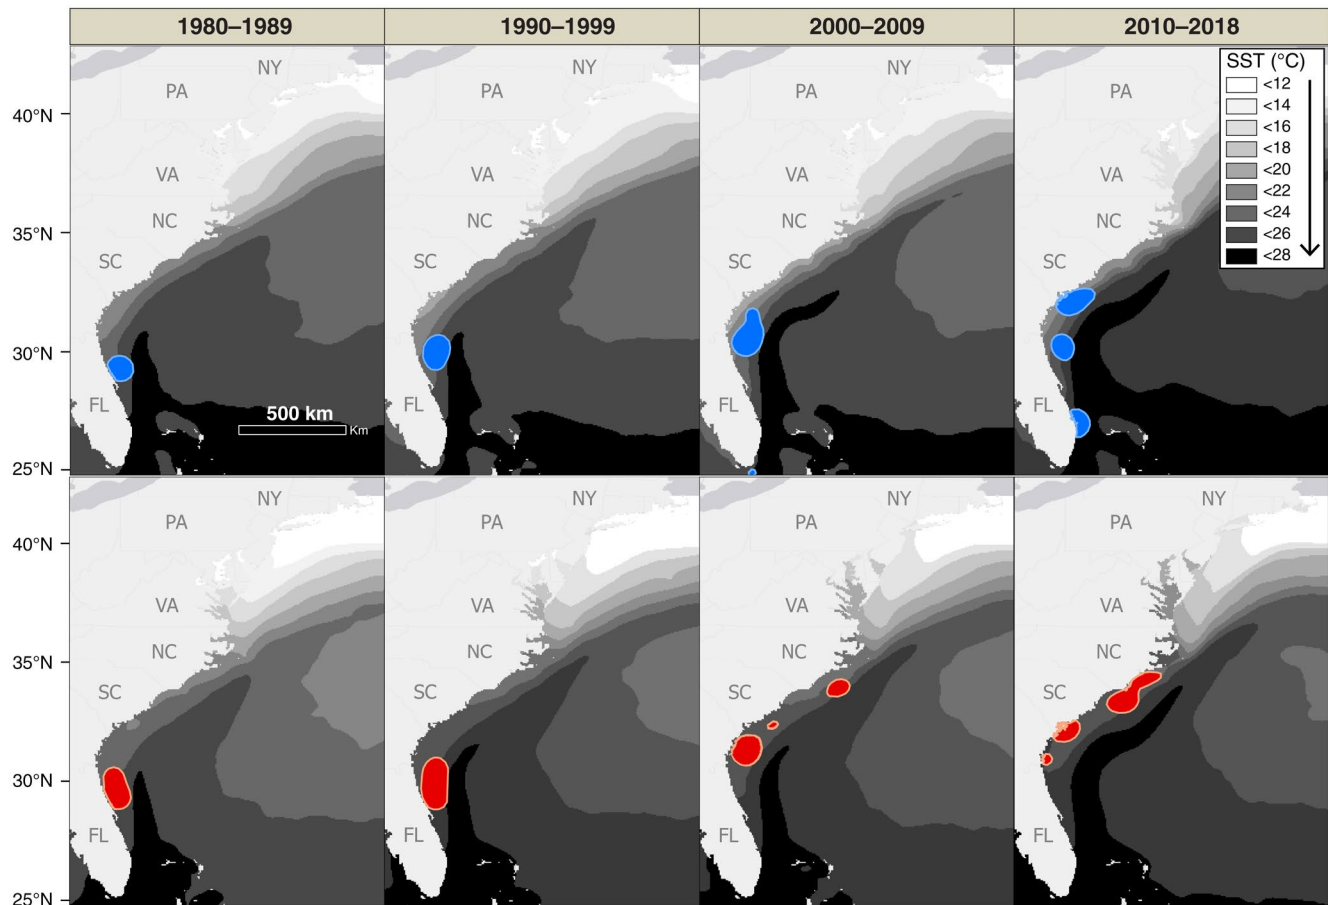 1980–1989 1990–1999 2000–2009 2010–2018
NY NY NY SST (°C)
PA PA PA PA <12
40°N <14
<16
VA VA VA VA <18
<20
NC NC NC NC <22
35°N <24
SC SC SC SC <26
<28
30°N
FL FL FL FL
500 km
Km
25°N
NY NY NY NY
PA PA PA PA
40°N
VA VA VA VA
NC NC NC NC
35°N
SC SC SC SC
30°N
FL FL FL FL
25°N